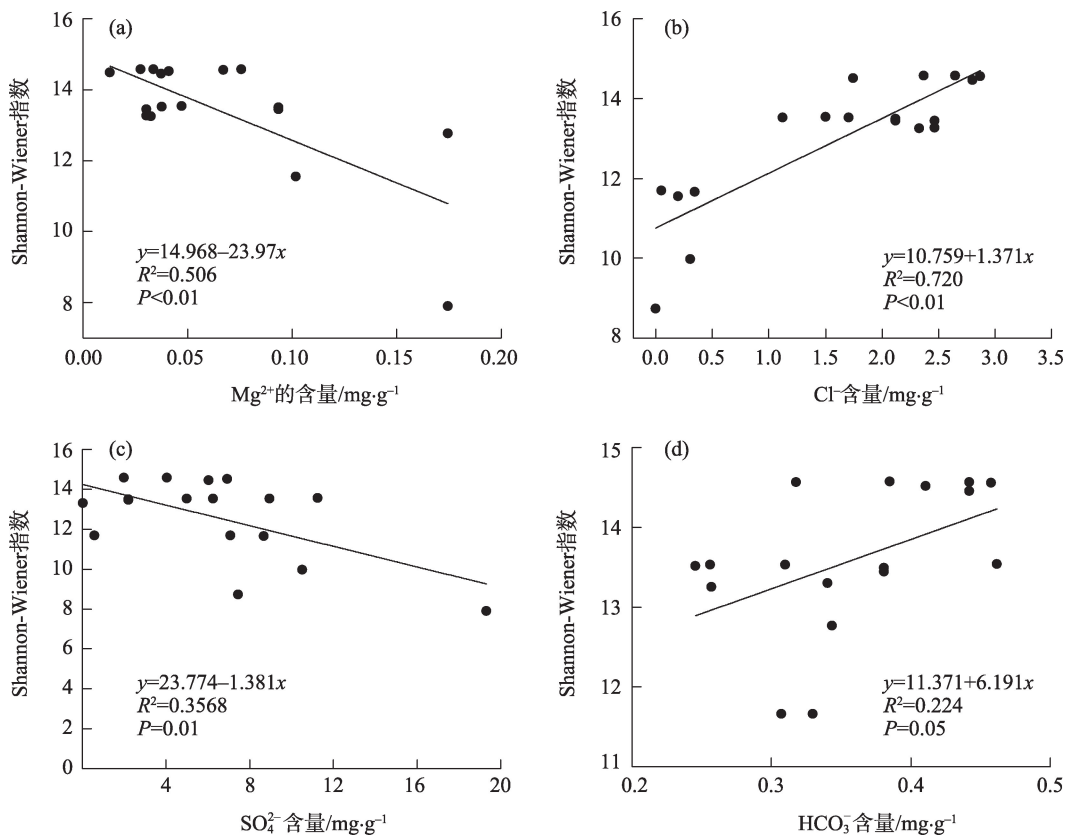 (a)
16
14
12
10
8
Shannon-Wiener指数
y=14.968–23.97x
R²=0.506
P<0.01
0.00 0.05 0.10 0.15 0.20
Mg²⁺的含量/mg·g⁻¹
(b)
16
14
12
10
8
Shannon-Wiener指数
y=10.759+1.371x
R²=0.720
P<0.01
0.0 0.5 1.0 1.5 2.0 2.5 3.0 3.5
Cl⁻含量/mg·g⁻¹
(c)
16
14
12
10
8
6
14
12
0
Shannon-Wiener指数
y=23.774–1.381x
R²=0.3568
P=0.01
4 8 12 16 20
SO₄²⁻含量/mg·g⁻¹
(d)
15
14
13
12
11
Shannon-Wiener指数
y=11.371+6.191x
R²=0.224
P=0.05
0.2 0.3 0.4 0.5
HCO₃⁻含量/mg·g⁻¹